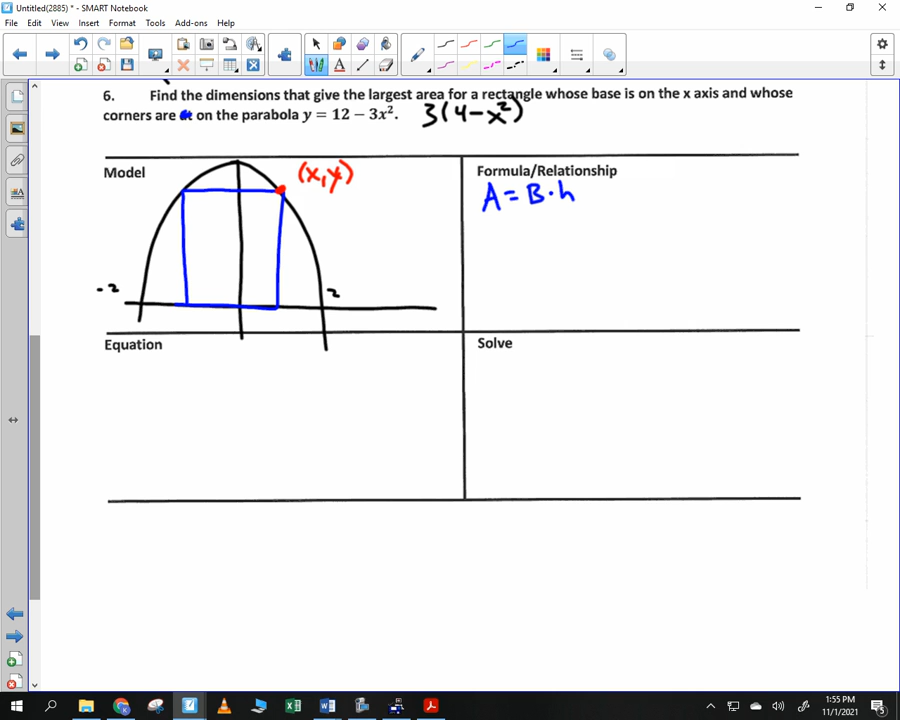 Untitled(2885) * - SMART Notebook
File Edit View Insert Format Tools Add-ons Help
6. Find the dimensions that give the largest area for a rectangle whose base is on the x axis and whose
corners are on the parabola y = 12 − 3x². 3(4-x²)
Model (x,y)
Formula/Relationship
A = B·h
-2 2
Equation
Solve
1:55 PM
11/1/2021
5